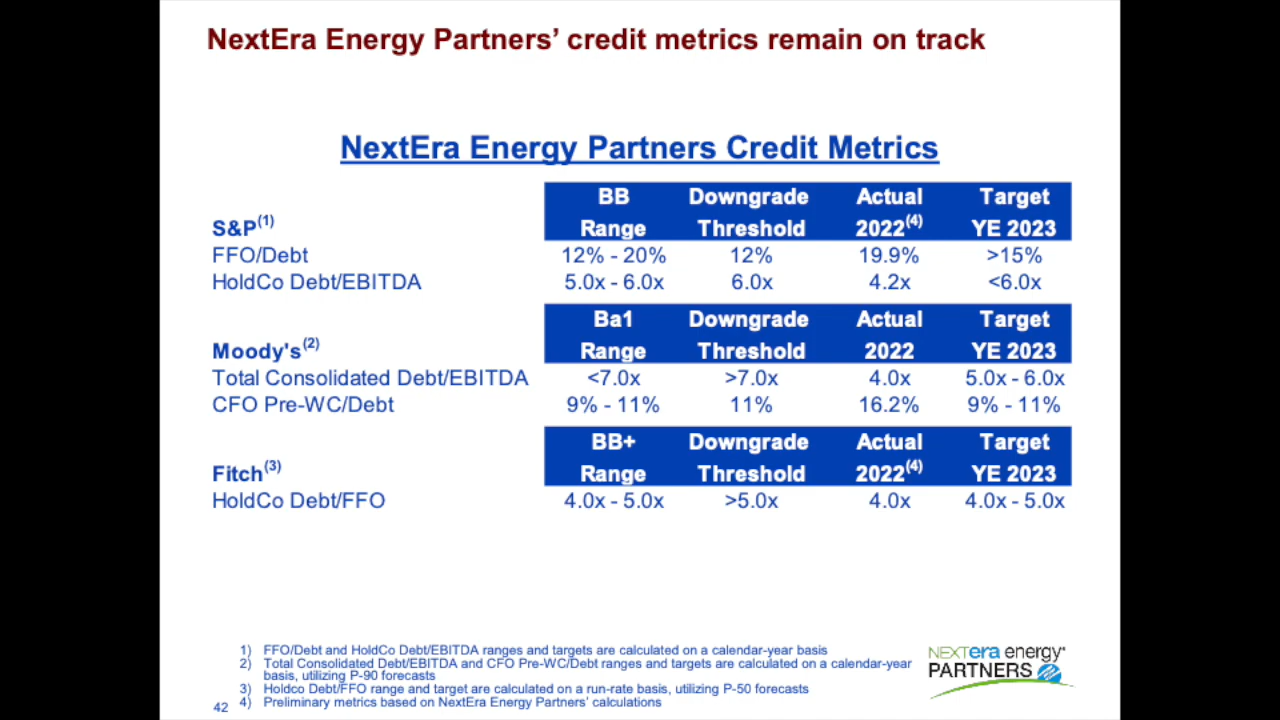 NextEra Energy Partners' credit metrics remain on track
NextEra Energy Partners Credit Metrics
BB Downgrade Actual Target
S&P(1) Range Threshold 2022(4) YE 2023
FFO/Debt 12% - 20% 12% 19.9% >15%
HoldCo Debt/EBITDA 5.0x - 6.0x 6.0x 4.2x <6.0x
Ba1 Downgrade Actual Target
Moody's(2) Range Threshold 2022 YE 2023
Total Consolidated Debt/EBITDA <7.0x >7.0x 4.0x 5.0x - 6.0x
CFO Pre-WC/Debt 9% - 11% 11% 16.2% 9% - 11%
BB+ Downgrade Actual Target
Fitch(3) Range Threshold 2022(4) YE 2023
HoldCo Debt/FFO 4.0x - 5.0x >5.0x 4.0x 4.0x - 5.0x
1) FFO/Debt and HoldCo Debt/EBITDA ranges and targets are calculated on a calendar-year basis
2) Total Consolidated Debt/EBITDA and CFO Pre-WC/Debt ranges and targets are calculated on a calendar-year
basis, utilizing P-90 forecasts
3) Holdco Debt/FFO range and target are calculated on a run-rate basis, utilizing P-50 forecasts
4) Preliminary metrics based on NextEra Energy Partners' calculations
42
NEXTera energy®
PARTNERS